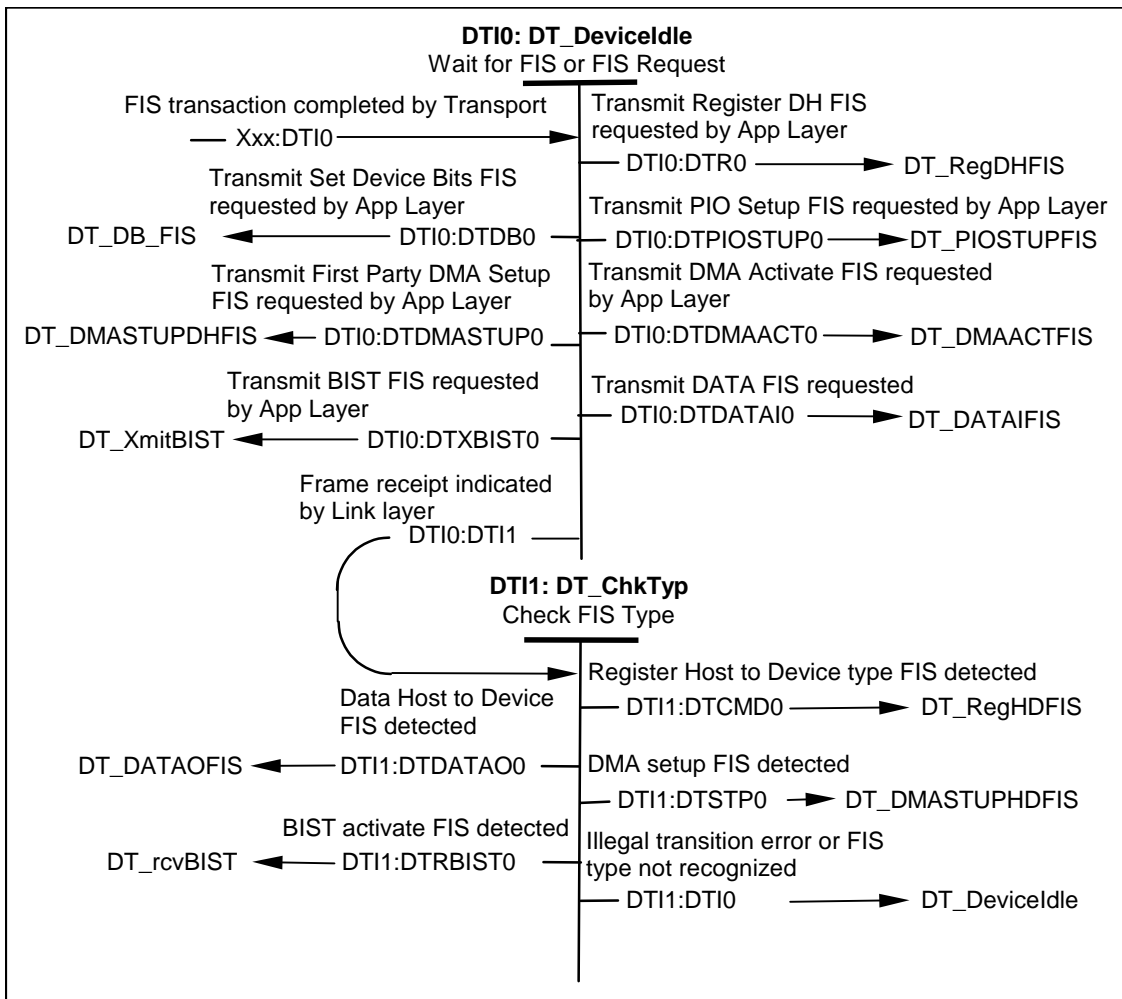 DTI0: DT_DeviceIdle
Wait for FIS or FIS Request
FIS transaction completed by Transport
Xxx:DTI0
Transmit Register DH FIS
requested by App Layer
DTI0:DTR0
DT_RegDHFIS
Transmit Set Device Bits FIS
requested by App Layer
DT_DB_FIS
DTI0:DTDB0
Transmit PIO Setup FIS requested by App Layer
DTI0:DTPIOSTUP0
DT_PIOSTUPFIS
Transmit First Party DMA Setup
FIS requested by App Layer
DT_DMASTUPDHFIS
DTI0:DTDMASTUP0
Transmit DMA Activate FIS requested
by App Layer
DTI0:DTDMAACT0
DT_DMAACTFIS
Transmit BIST FIS requested
by App Layer
DT_XmitBIST
DTI0:DTXBIST0
Transmit DATA FIS requested
DTI0:DTDATAI0
DT_DATAIFIS
Frame receipt indicated
by Link layer
DTI0:DTI1
DTI1: DT_ChkTyp
Check FIS Type
Register Host to Device type FIS detected
DTI1:DTCMD0
DT_RegHDFIS
Data Host to Device
FIS detected
DT_DATAOFIS
DTI1:DTDATAO0
DMA setup FIS detected
DTI1:DTSTP0
DT_DMASTUPHDFIS
BIST activate FIS detected
DT_rcvBIST
DTI1:DTRBIST0
Illegal transition error or FIS
type not recognized
DTI1:DTI0
DT_DeviceIdle